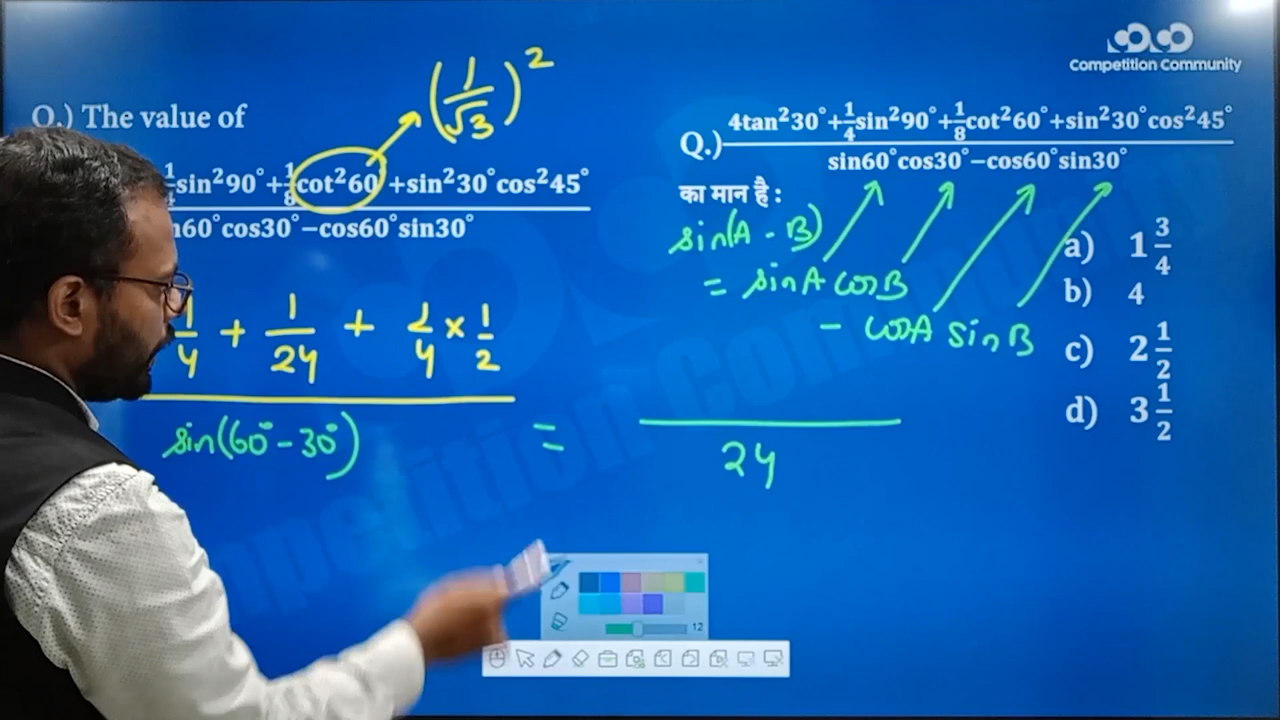 Competition Community
Q.) The value of
(1/√3)²
1/4 sin²90°+1/8 cot²60 +sin²30°cos²45°
n60°cos30°−cos60°sin30°
1/4 + 1/24 + 1/4 × 1/2
sin(60°-30°)
=
24
Q.) 4tan²30°+1/4 sin²90°+1/8 cot²60°+sin²30°cos²45°
sin60°cos30°−cos60°sin30°
का मान है :
sin(A - B)
= sinA cosB
- cosA sinB
a) 1 3/4
b) 4
c) 2 1/2
d) 3 1/2
12